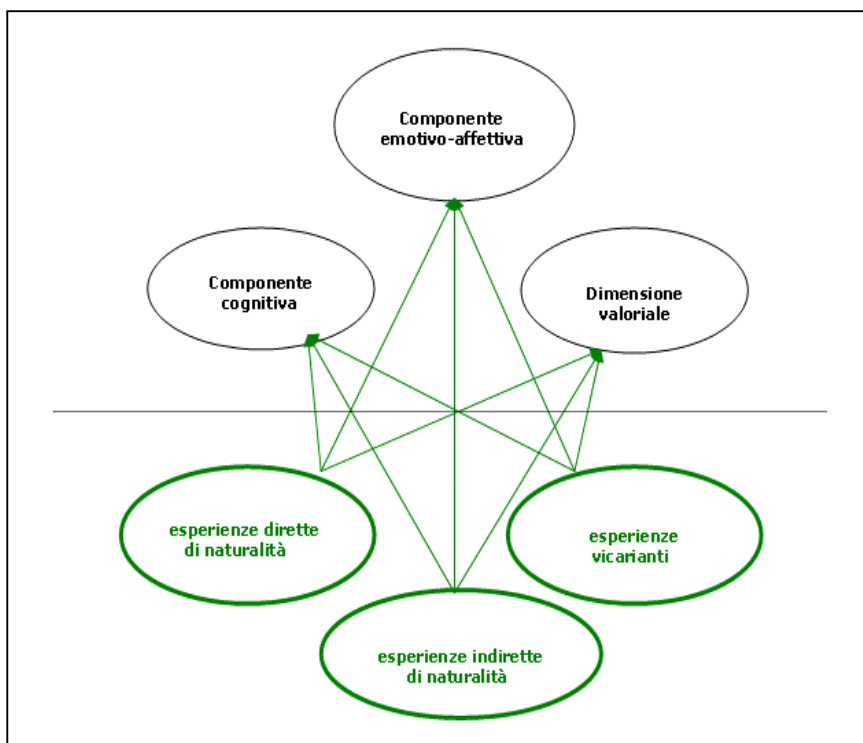 Componente
emotivo-affettiva
Componente
cognitiva
Dimensione
valoriale
esperienze dirette
di naturalità
esperienze
vicarianti
esperienze indirette
di naturalità